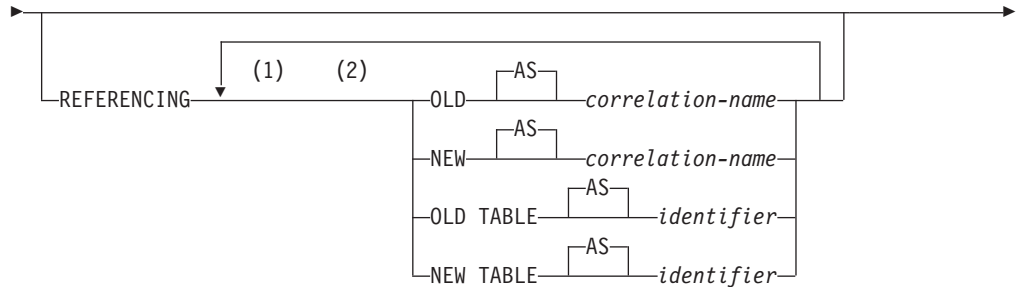 (1) (2)
AS
REFERENCING OLD correlation-name
AS
NEW correlation-name
AS
OLD TABLE identifier
AS
NEW TABLE identifier